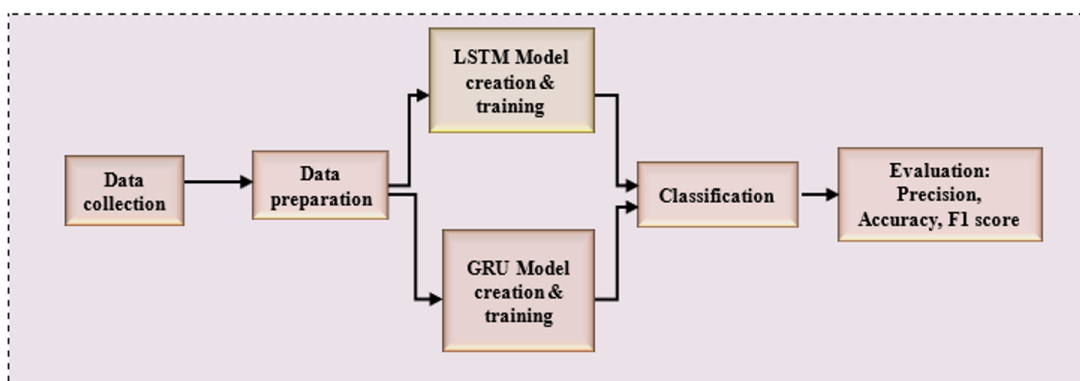 Data
collection
Data
preparation
LSTM Model
creation &
training
GRU Model
creation &
training
Classification
Evaluation:
Precision,
Accuracy, F1 score